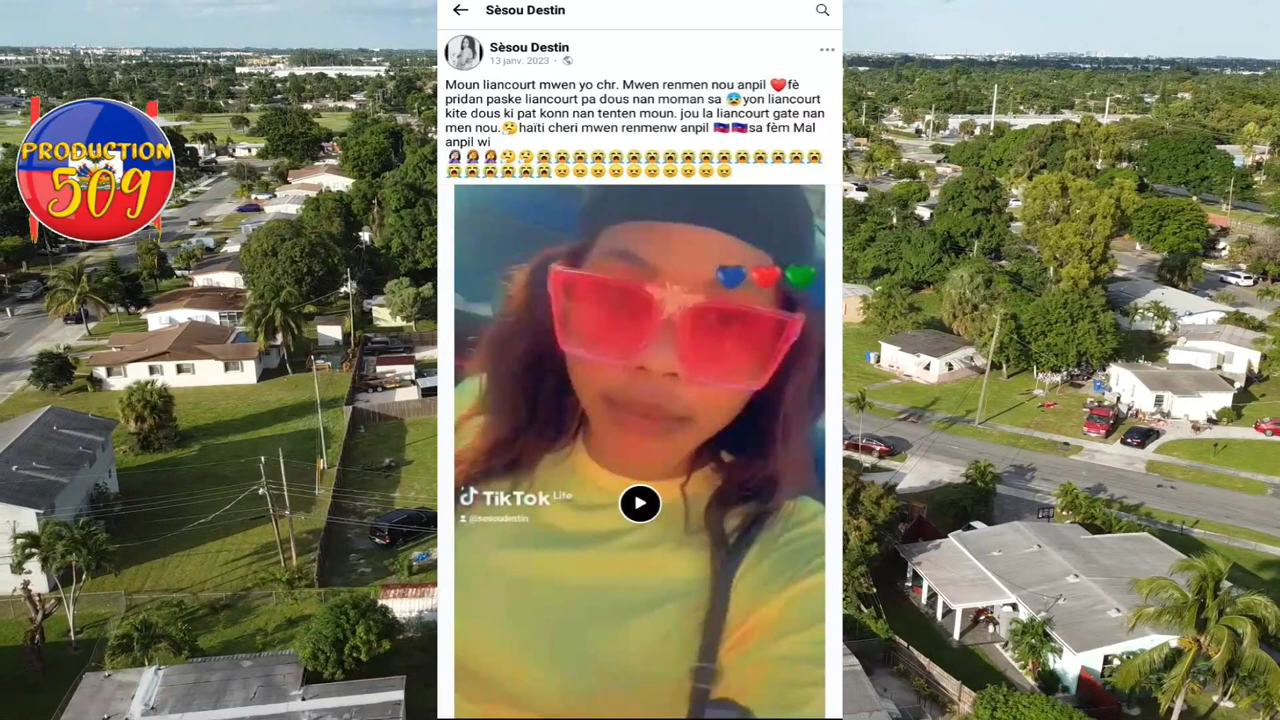 Sèsou Destin
Sèsou Destin
13 janv. 2023
Moun liancourt mwen yo chr. Mwen renmen nou anpil ❤️fè
pridan paske liancourt pa dous nan moman sa 😰yon liancourt
kite dous ki pat konn nan tenten moun. jou la liancourt gate nan
men nou.🤔haïti cheri mwen renmenw anpil 🇭🇹🇭🇹sa fèm Mal
anpil wi
PRODUCTION
509
TikTok Life
@sesoudestin